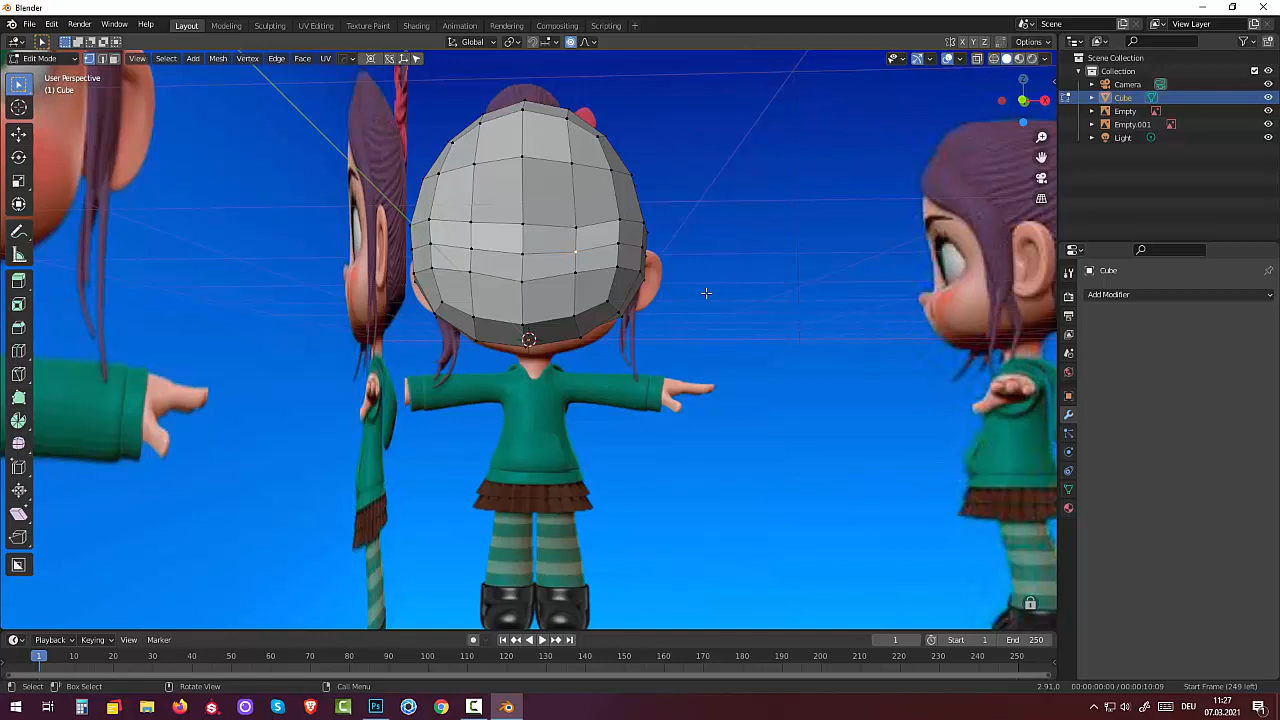 Blender
File Edit Render Window Help Layout Modeling Sculpting UV Editing Texture Paint Shading Animation Rendering Compositing Scripting + Scene View Layer
Global X Y Z Options
Edit Mode View Select Add Mesh Vertex Edge Face UV
User Perspective
(1) Cube
Z
X
Scene Collection
Collection
Camera
Cube
Empty
Empty.001
Light
Cube
Add Modifier
Playback Keying View Marker 1 Start 1 End 250
1 10 20 30 40 50 60 70 80 90 100 110 120 130 140 150 160 170 180 190 200 210 220 230 240 250
Select Box Select Rotate View Call Menu 2.91.0 00:00:00:00 / 00:00:10:09 Start Frame (249 left)
DEU 11:27
07.03.2021